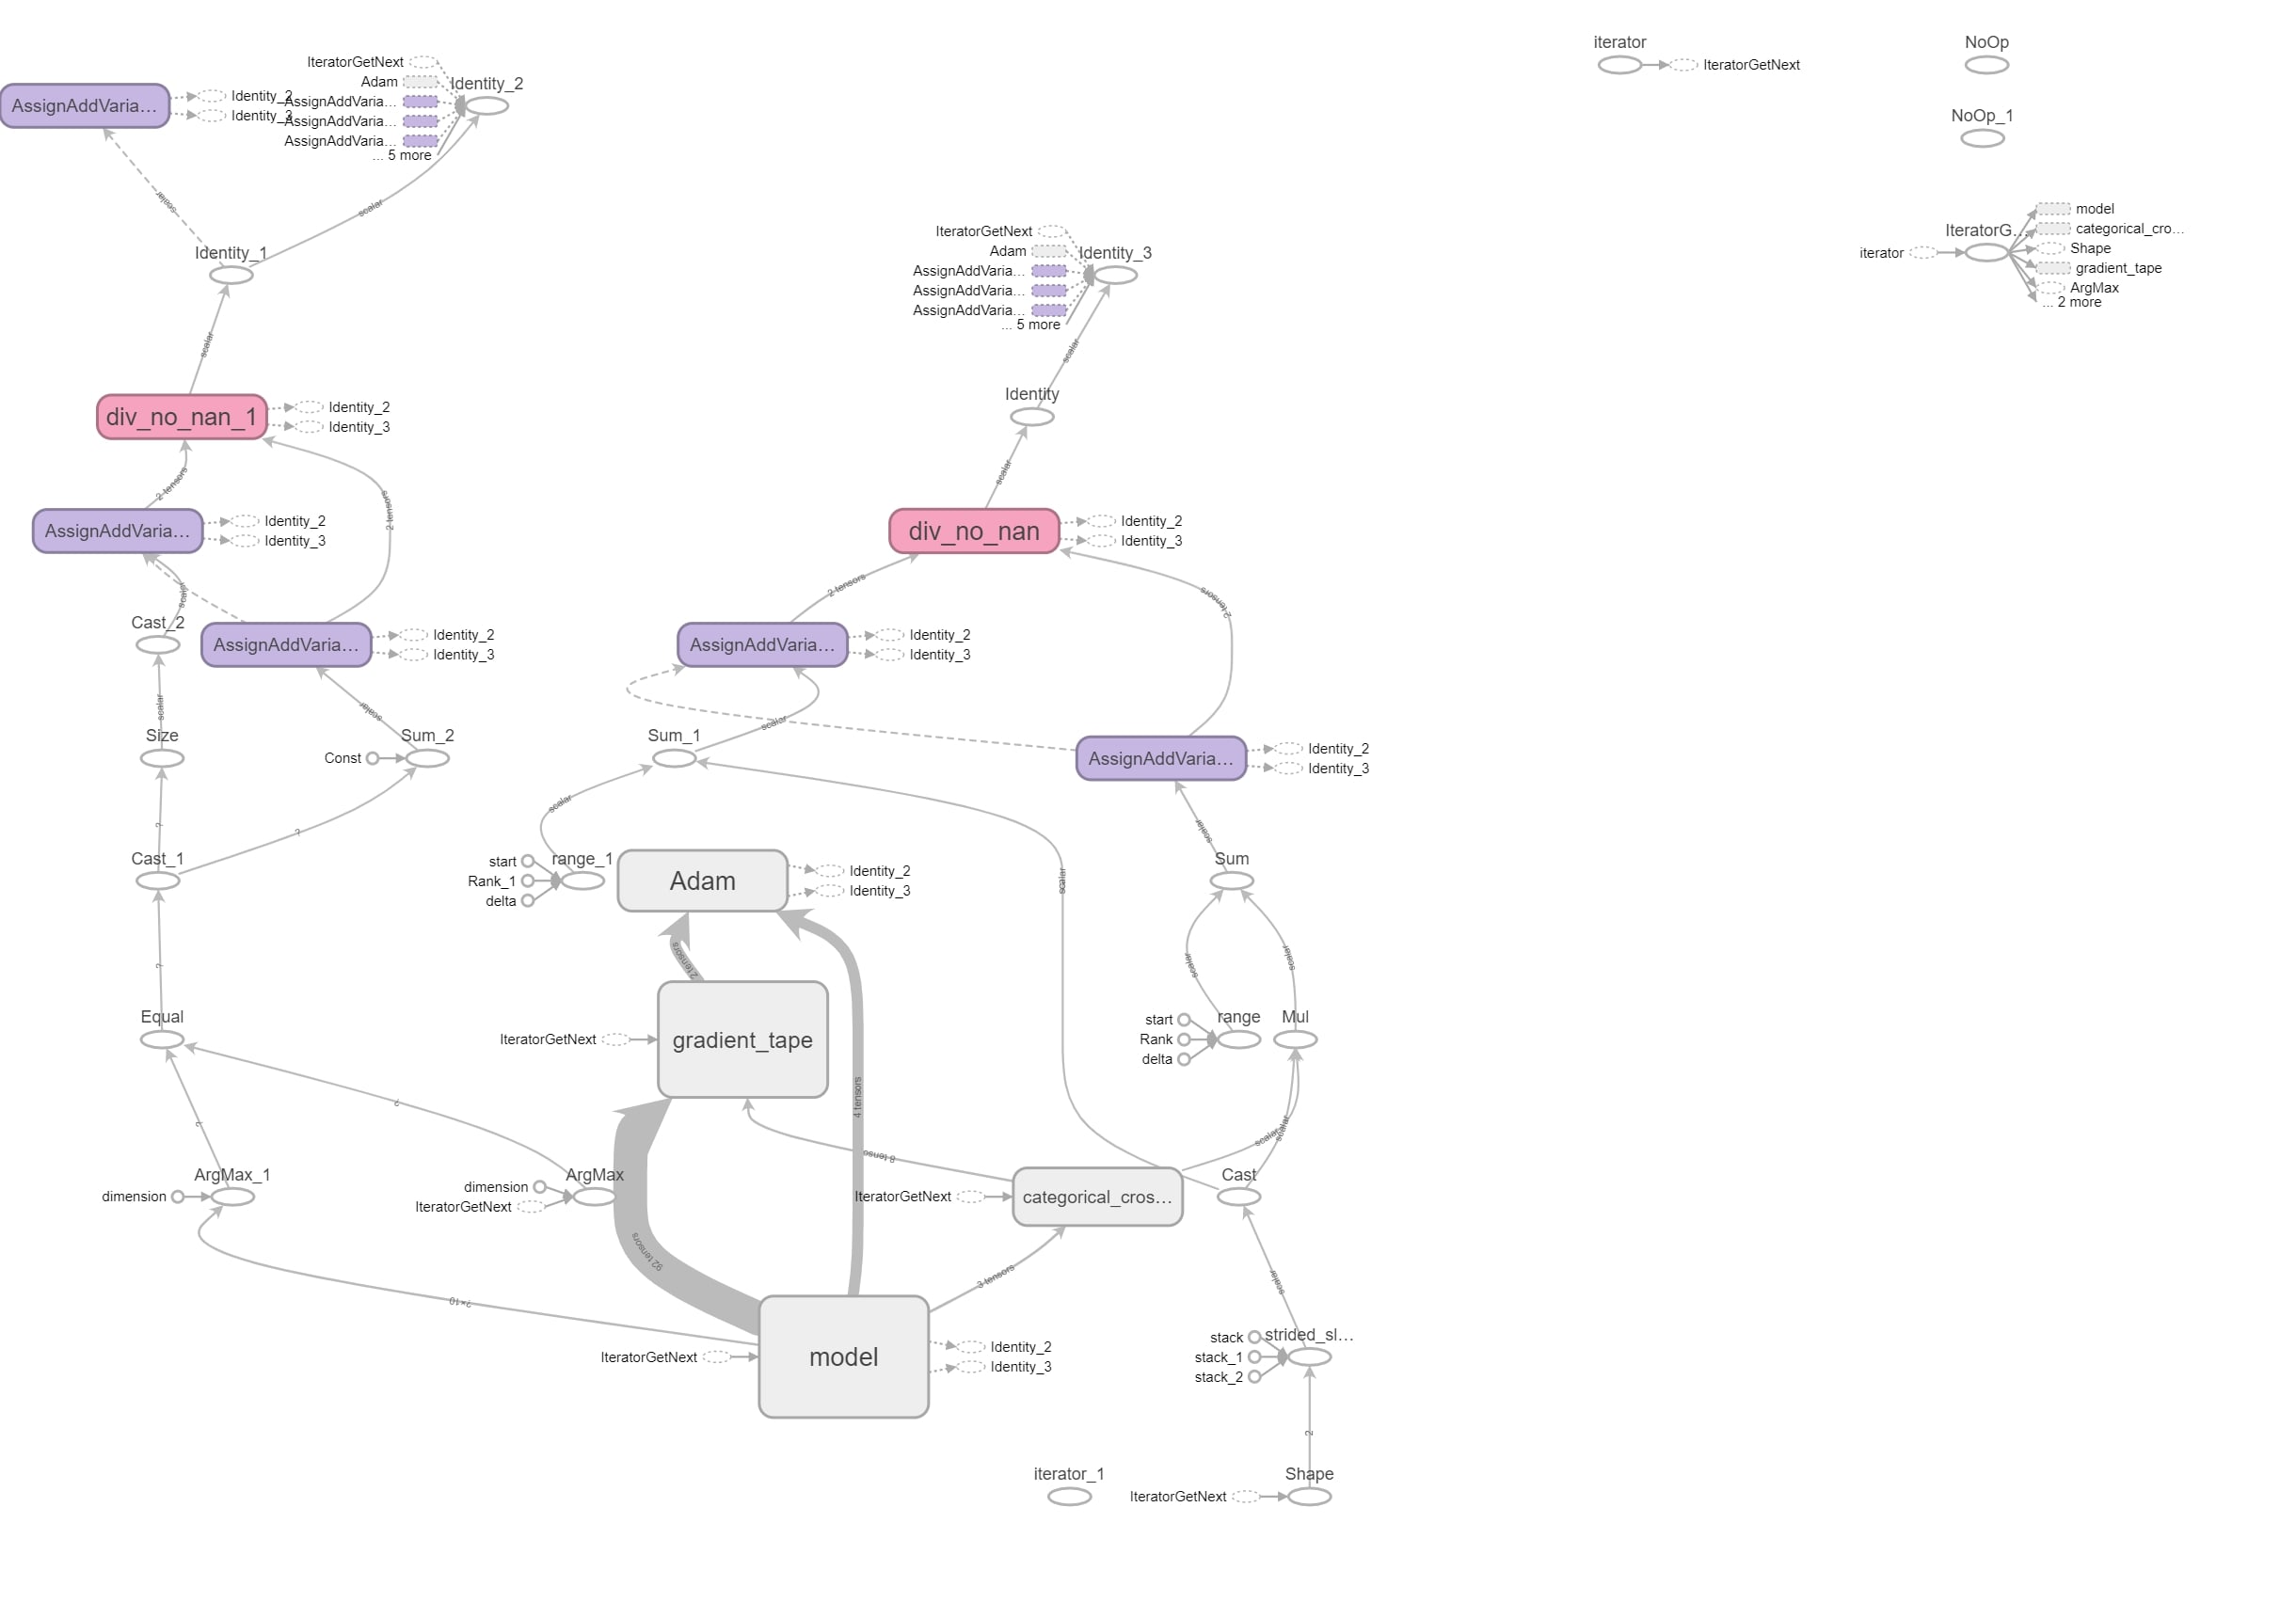 iterator
IteratorGetNext
NoOp
NoOp_1
IteratorG...
iterator
model
categorical_cro...
Shape
gradient_tape
ArgMax
... 2 more
IteratorGetNext
Adam
AssignAddVaria...
AssignAddVaria...
AssignAddVaria...
... 5 more
Identity_2
AssignAddVaria...
Identity_2
Identity_3
scalar
scalar
Identity_1
scalar
IteratorGetNext
Adam
AssignAddVaria...
AssignAddVaria...
AssignAddVaria...
... 5 more
Identity_3
scalar
Identity
scalar
div_no_nan_1
Identity_2
Identity_3
2 tensors
2 tensors
AssignAddVaria...
Identity_2
Identity_3
div_no_nan
Identity_2
Identity_3
scalar
2 tensors
2 tensors
Cast_2
AssignAddVaria...
Identity_2
Identity_3
AssignAddVaria...
Identity_2
Identity_3
scalar
scalar
scalar
Size
Const
Sum_2
Sum_1
AssignAddVaria...
Identity_2
Identity_3
?
?
scalar
scalar
scalar
Cast_1
start
Rank_1
delta
range_1
Adam
Identity_2
Identity_3
Sum
?
2 tensors
scalar
scalar
Equal
IteratorGetNext
gradient_tape
start
Rank
delta
range
Mul
?
?
4 tensors
8 tenso
scalar
scalar
ArgMax_1
dimension
ArgMax
dimension
IteratorGetNext
IteratorGetNext
categorical_cros...
Cast
92 tensors
3 tensors
scalar
?×10
IteratorGetNext
model
Identity_2
Identity_3
stack
stack_1
stack_2
strided_sl...
2
iterator_1
IteratorGetNext
Shape